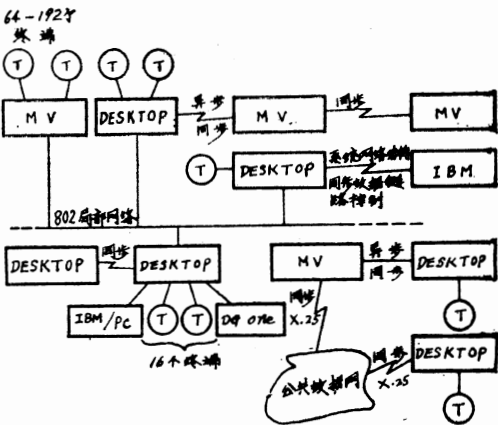 64-192个
终端
T
T
T
T
MV
DESKTOP
异步
同步
MV
同步
MV
T
DESKTOP
系统网络结构
同步数据链
路控制
IBM
802局部网络
DESKTOP
同步
DESKTOP
MV
异步
同步
DESKTOP
IBM/PC
T
T
DG one
16个终端
同步
X.25
T
公共数据网
同步
X.25
DESKTOP
T